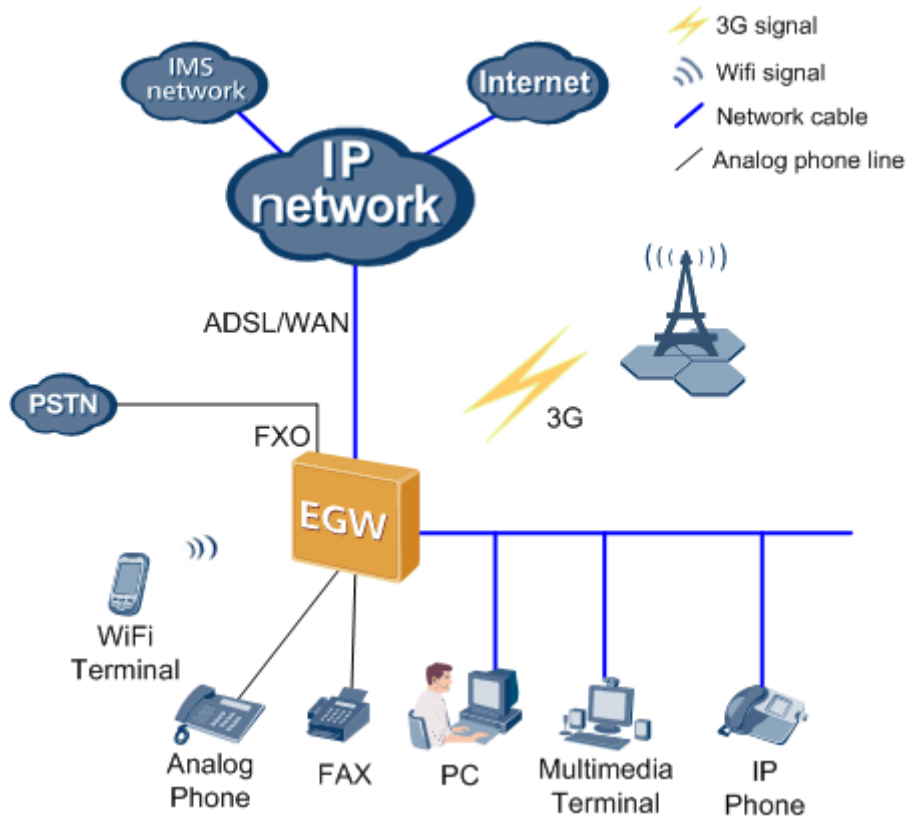 3G signal
IMS
network
Internet
Wifi signal
Network cable
IP
network
Analog phone line
ADSL/WAN
3G
PSTN
FXO
EGW
WiFi
Terminal
Analog
Phone
FAX
PC
Multimedia
Terminal
IP
Phone